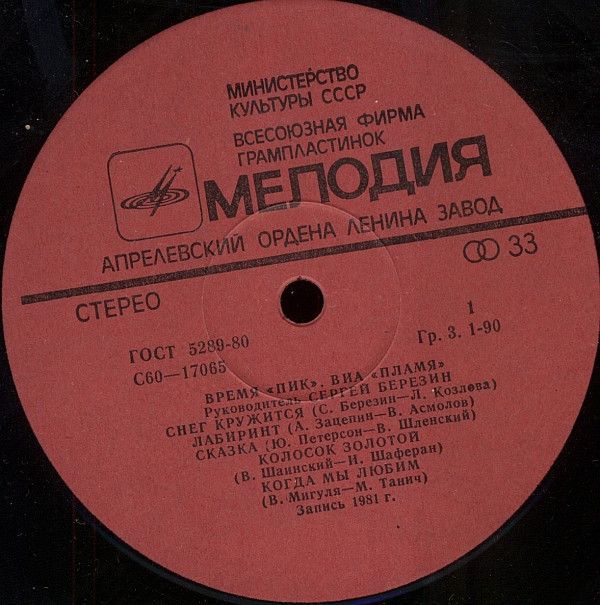 МИНИСТЕРСТВО
КУЛЬТУРЫ СССР
ВСЕСОЮЗНАЯ ФИРМА
ГРАМПЛАСТИНОК
МЕЛОДИЯ
АПРЕЛЕВСКИЙ ОРДЕНА ЛЕНИНА ЗАВОД
СТЕРЕО
33
ГОСТ 5289-80
1
С60—17065
Гр. 3. 1-90
ВРЕМЯ «ПИК». ВИА «ПЛАМЯ»
Руководитель СЕРГЕЙ БЕРЕЗИН
СНЕГ КРУЖИТСЯ (С. Березин—Л. Козлова)
ЛАБИРИНТ (А. Зацепин—В. Асмолов)
СКАЗКА (Ю. Петерсон—В. Шленский)
КОЛОСОК ЗОЛОТОЙ
(В. Шаинский—И. Шаферан)
КОГДА МЫ ЛЮБИМ
(В. Мигуля—М. Танич)
Запись 1981 г.